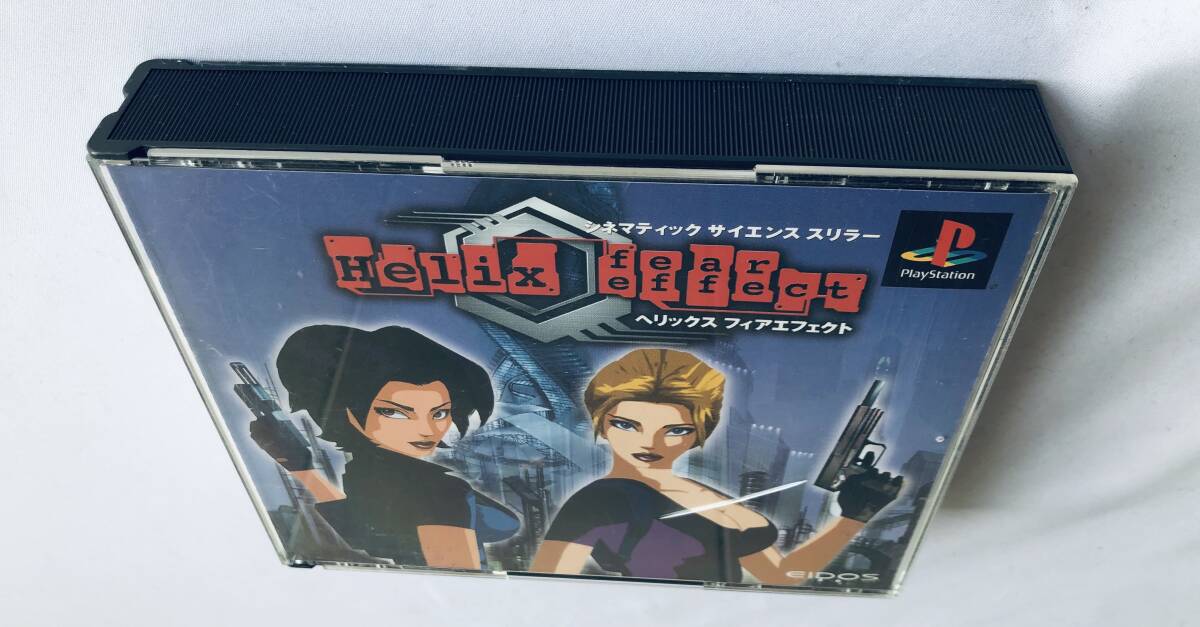 シネマティック サイエンス スリラー
Helix fear effect
ヘリックス フィアエフェクト
PlayStation
EIDOS